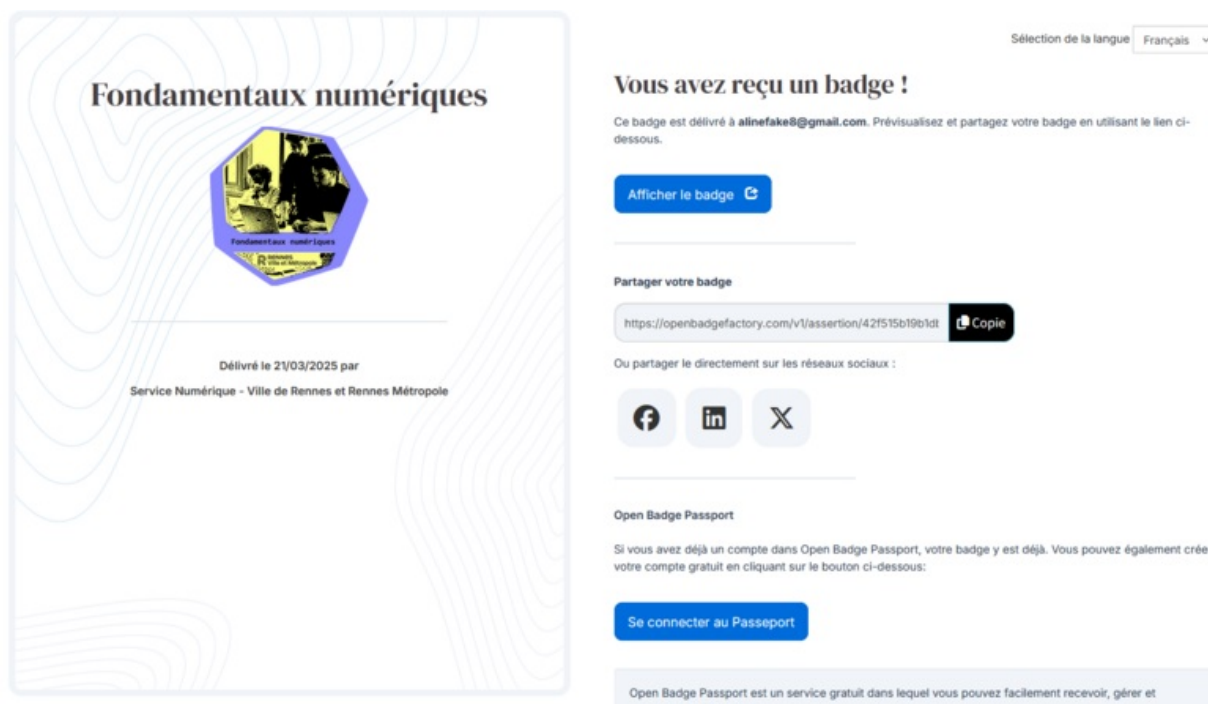 Fondamentaux numériques
Fondamentaux numériques
R RENNES
Ville et Métropole
Délivré le 21/03/2025 par
Service Numérique - Ville de Rennes et Rennes Métropole
Sélection de la langue Français
Vous avez reçu un badge !
Ce badge est délivré à alinefake8@gmail.com. Prévisualisez et partagez votre badge en utilisant le lien ci-
dessous.
Afficher le badge
Partager votre badge
https://openbadgefactory.com/v1/assertion/42f515b19b1db Copie
Ou partager le directement sur les réseaux sociaux :
Open Badge Passport
Si vous avez déjà un compte dans Open Badge Passport, votre badge y est déjà. Vous pouvez également crée
votre compte gratuit en cliquant sur le bouton ci-dessous:
Se connecter au Passeport
Open Badge Passport est un service gratuit dans lequel vous pouvez facilement recevoir, gérer et